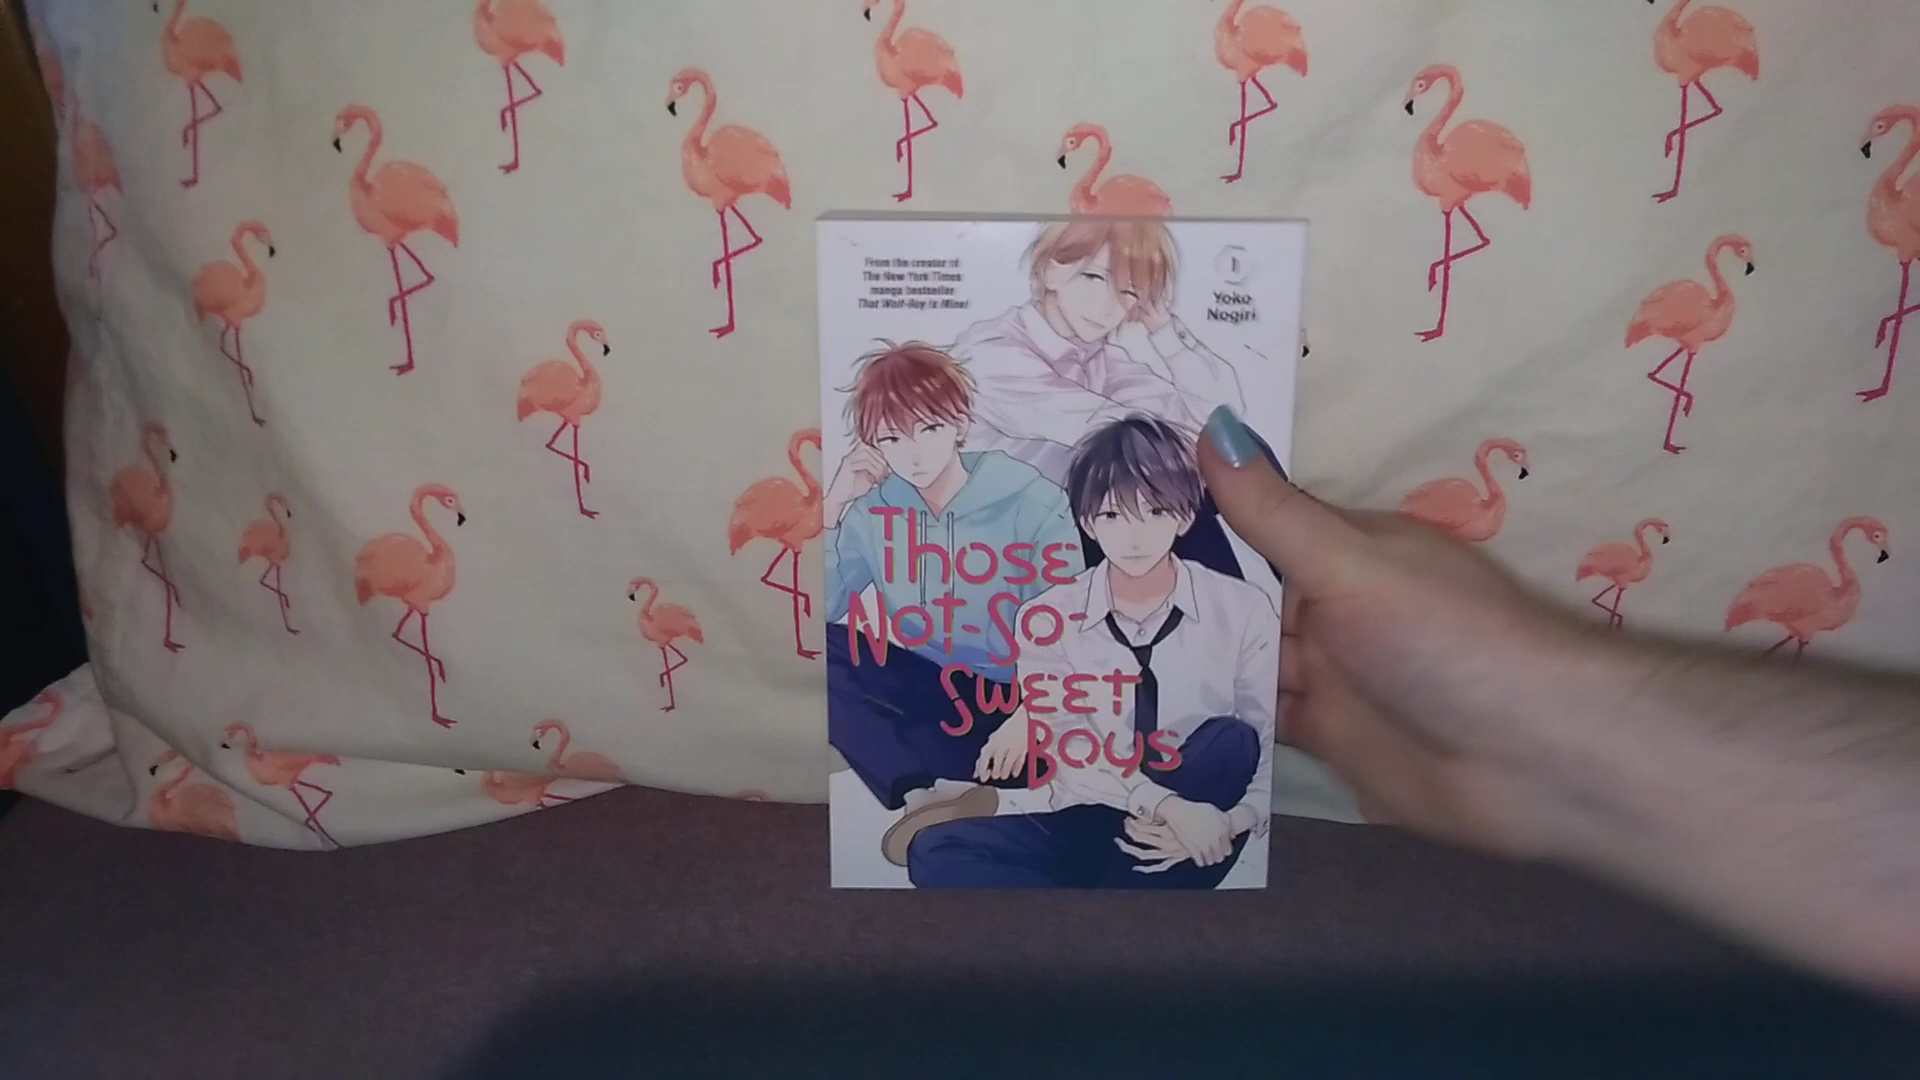 From the creator of
The New York Times
manga bestseller
That Wolf-Boy is Mine!
1
Yoko
Nogiri
Those
Not-So-
Sweet
Boys